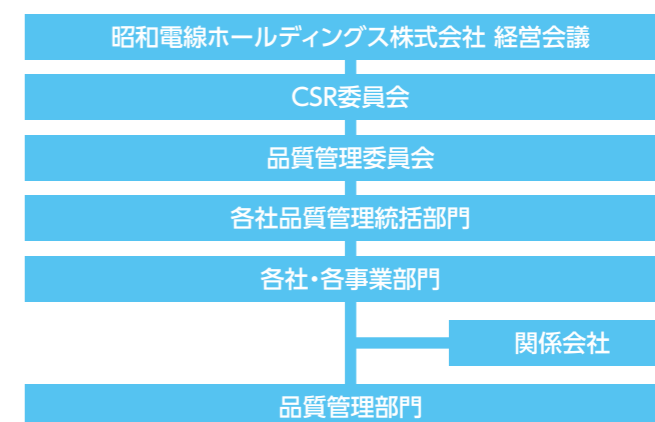 昭和電線ホールディングス株式会社 経営会議
CSR委員会
品質管理委員会
各社品質管理統括部門
各社・各事業部門
関係会社
品質管理部門